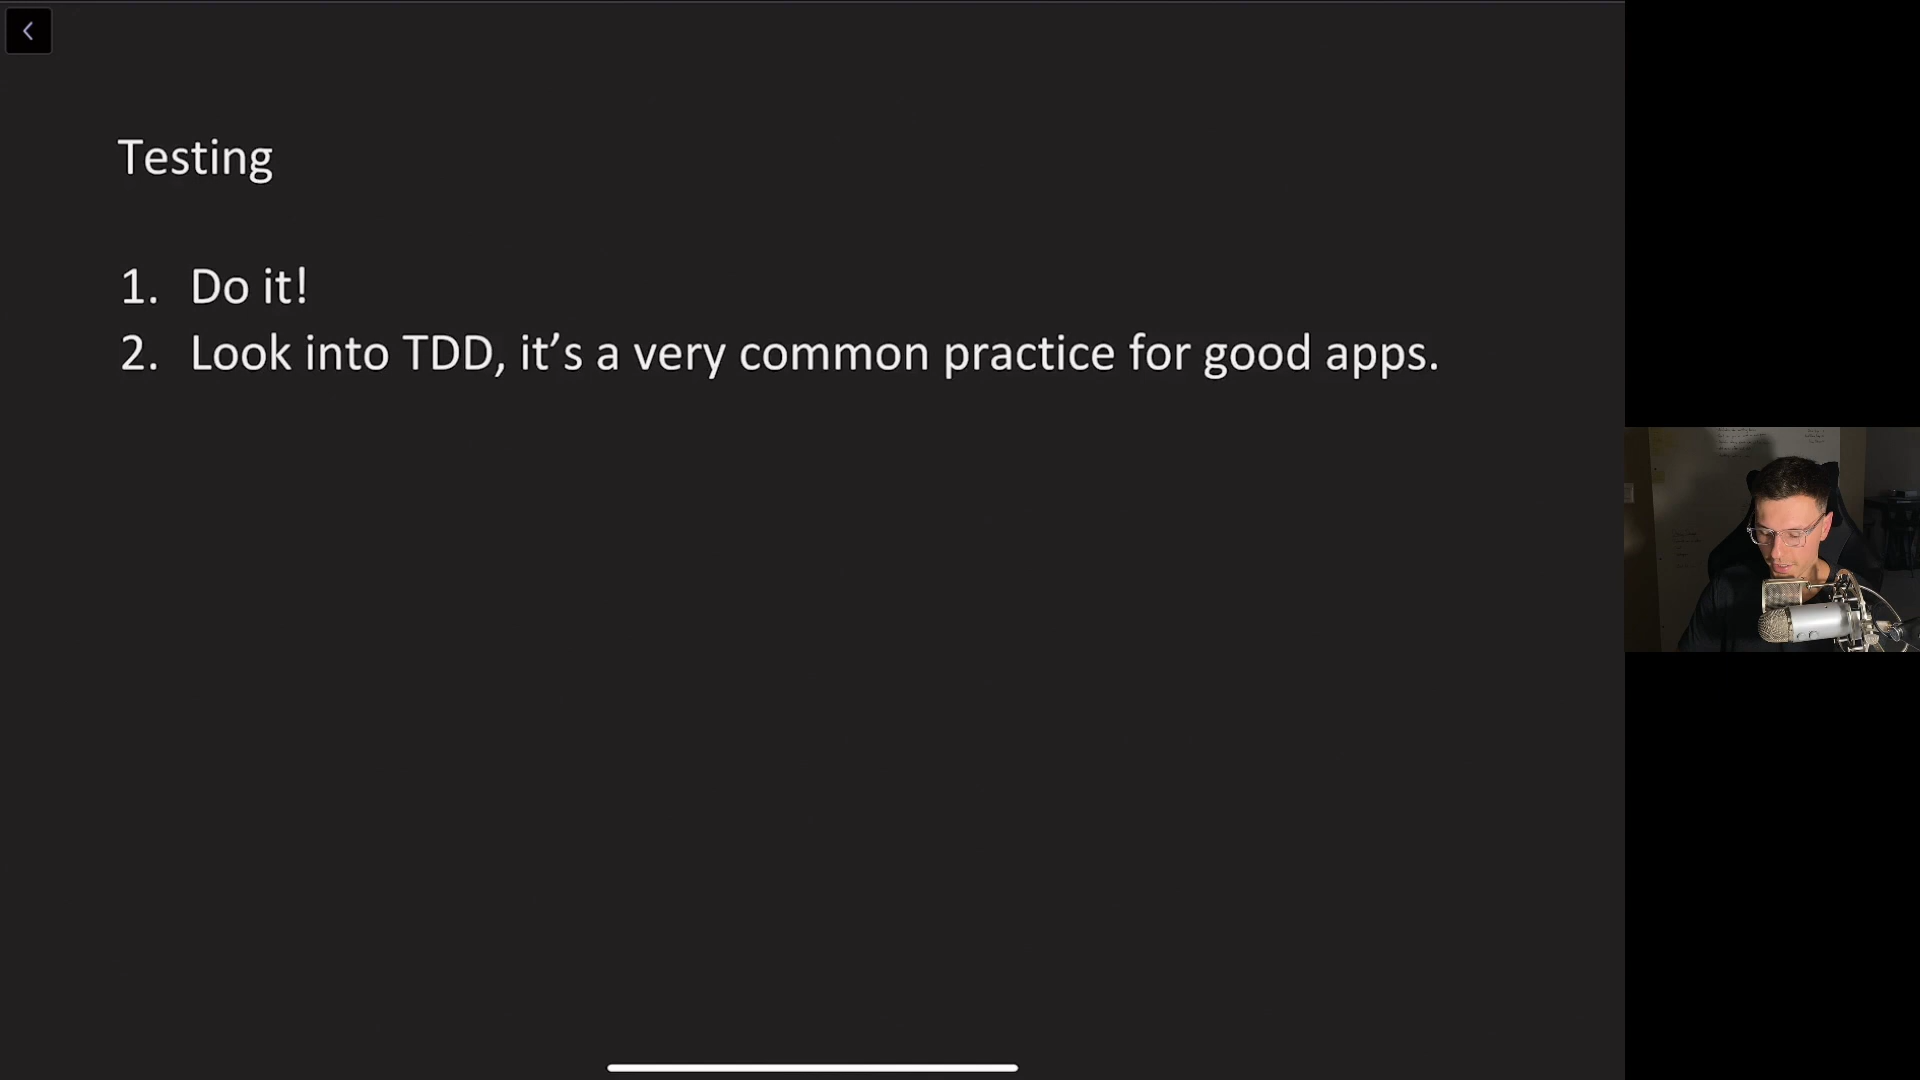 Testing
1. Do it!
2. Look into TDD, it’s a very common practice for good apps.